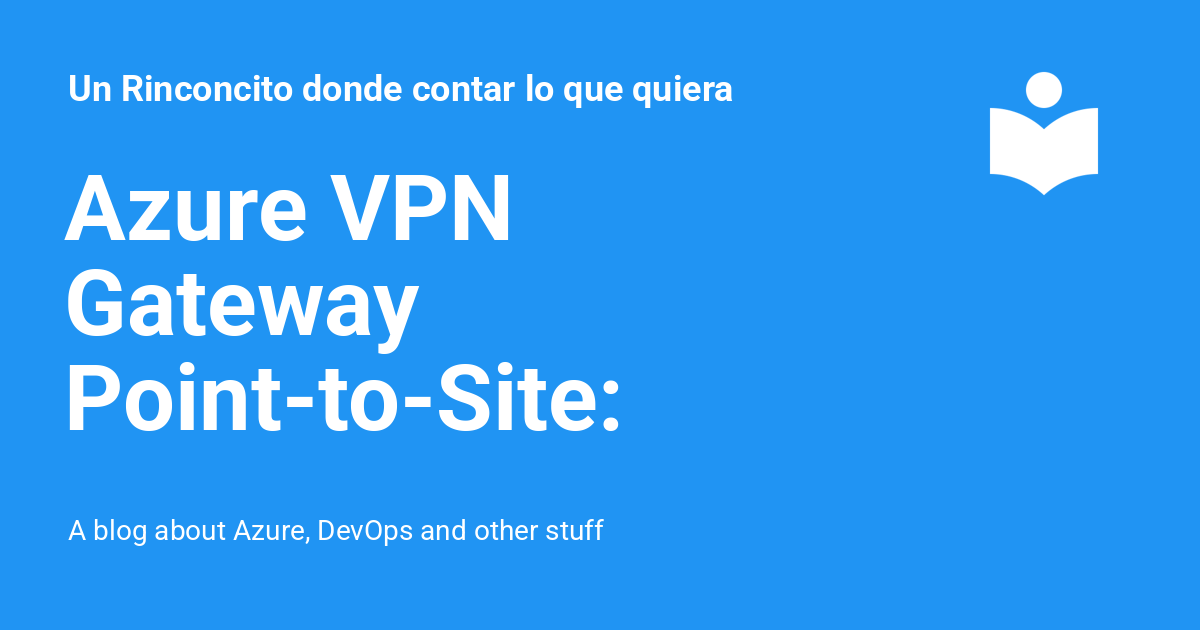 Un Rinconcito donde contar lo que quiera
Azure VPN
Gateway
Point-to-Site:
A blog about Azure, DevOps and other stuff